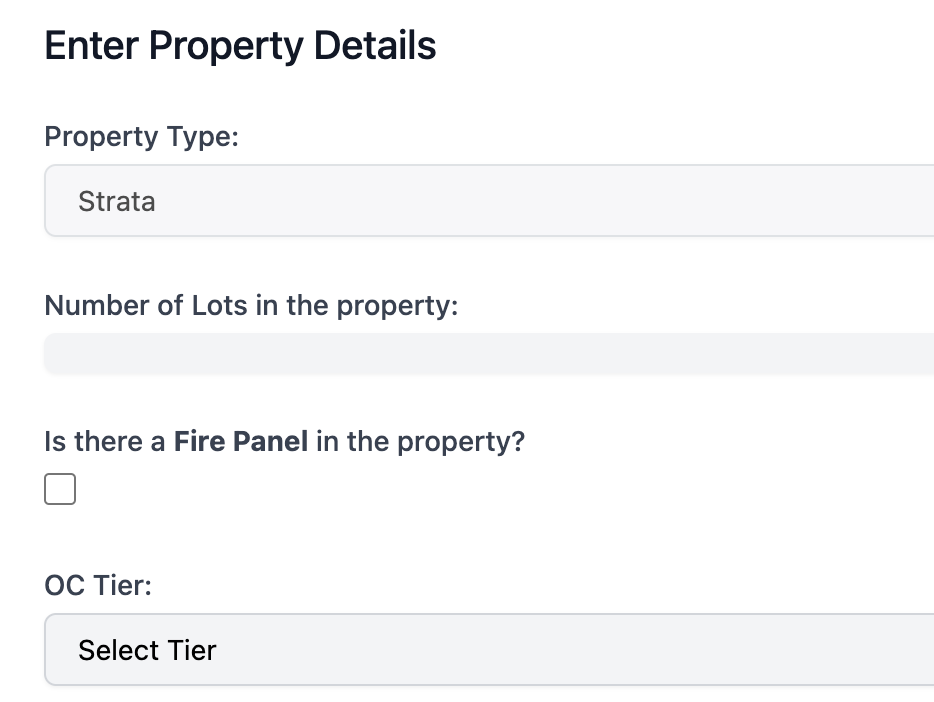 Enter Property Details
Property Type:
Strata
Number of Lots in the property:
Is there a Fire Panel in the property?
OC Tier:
Select Tier